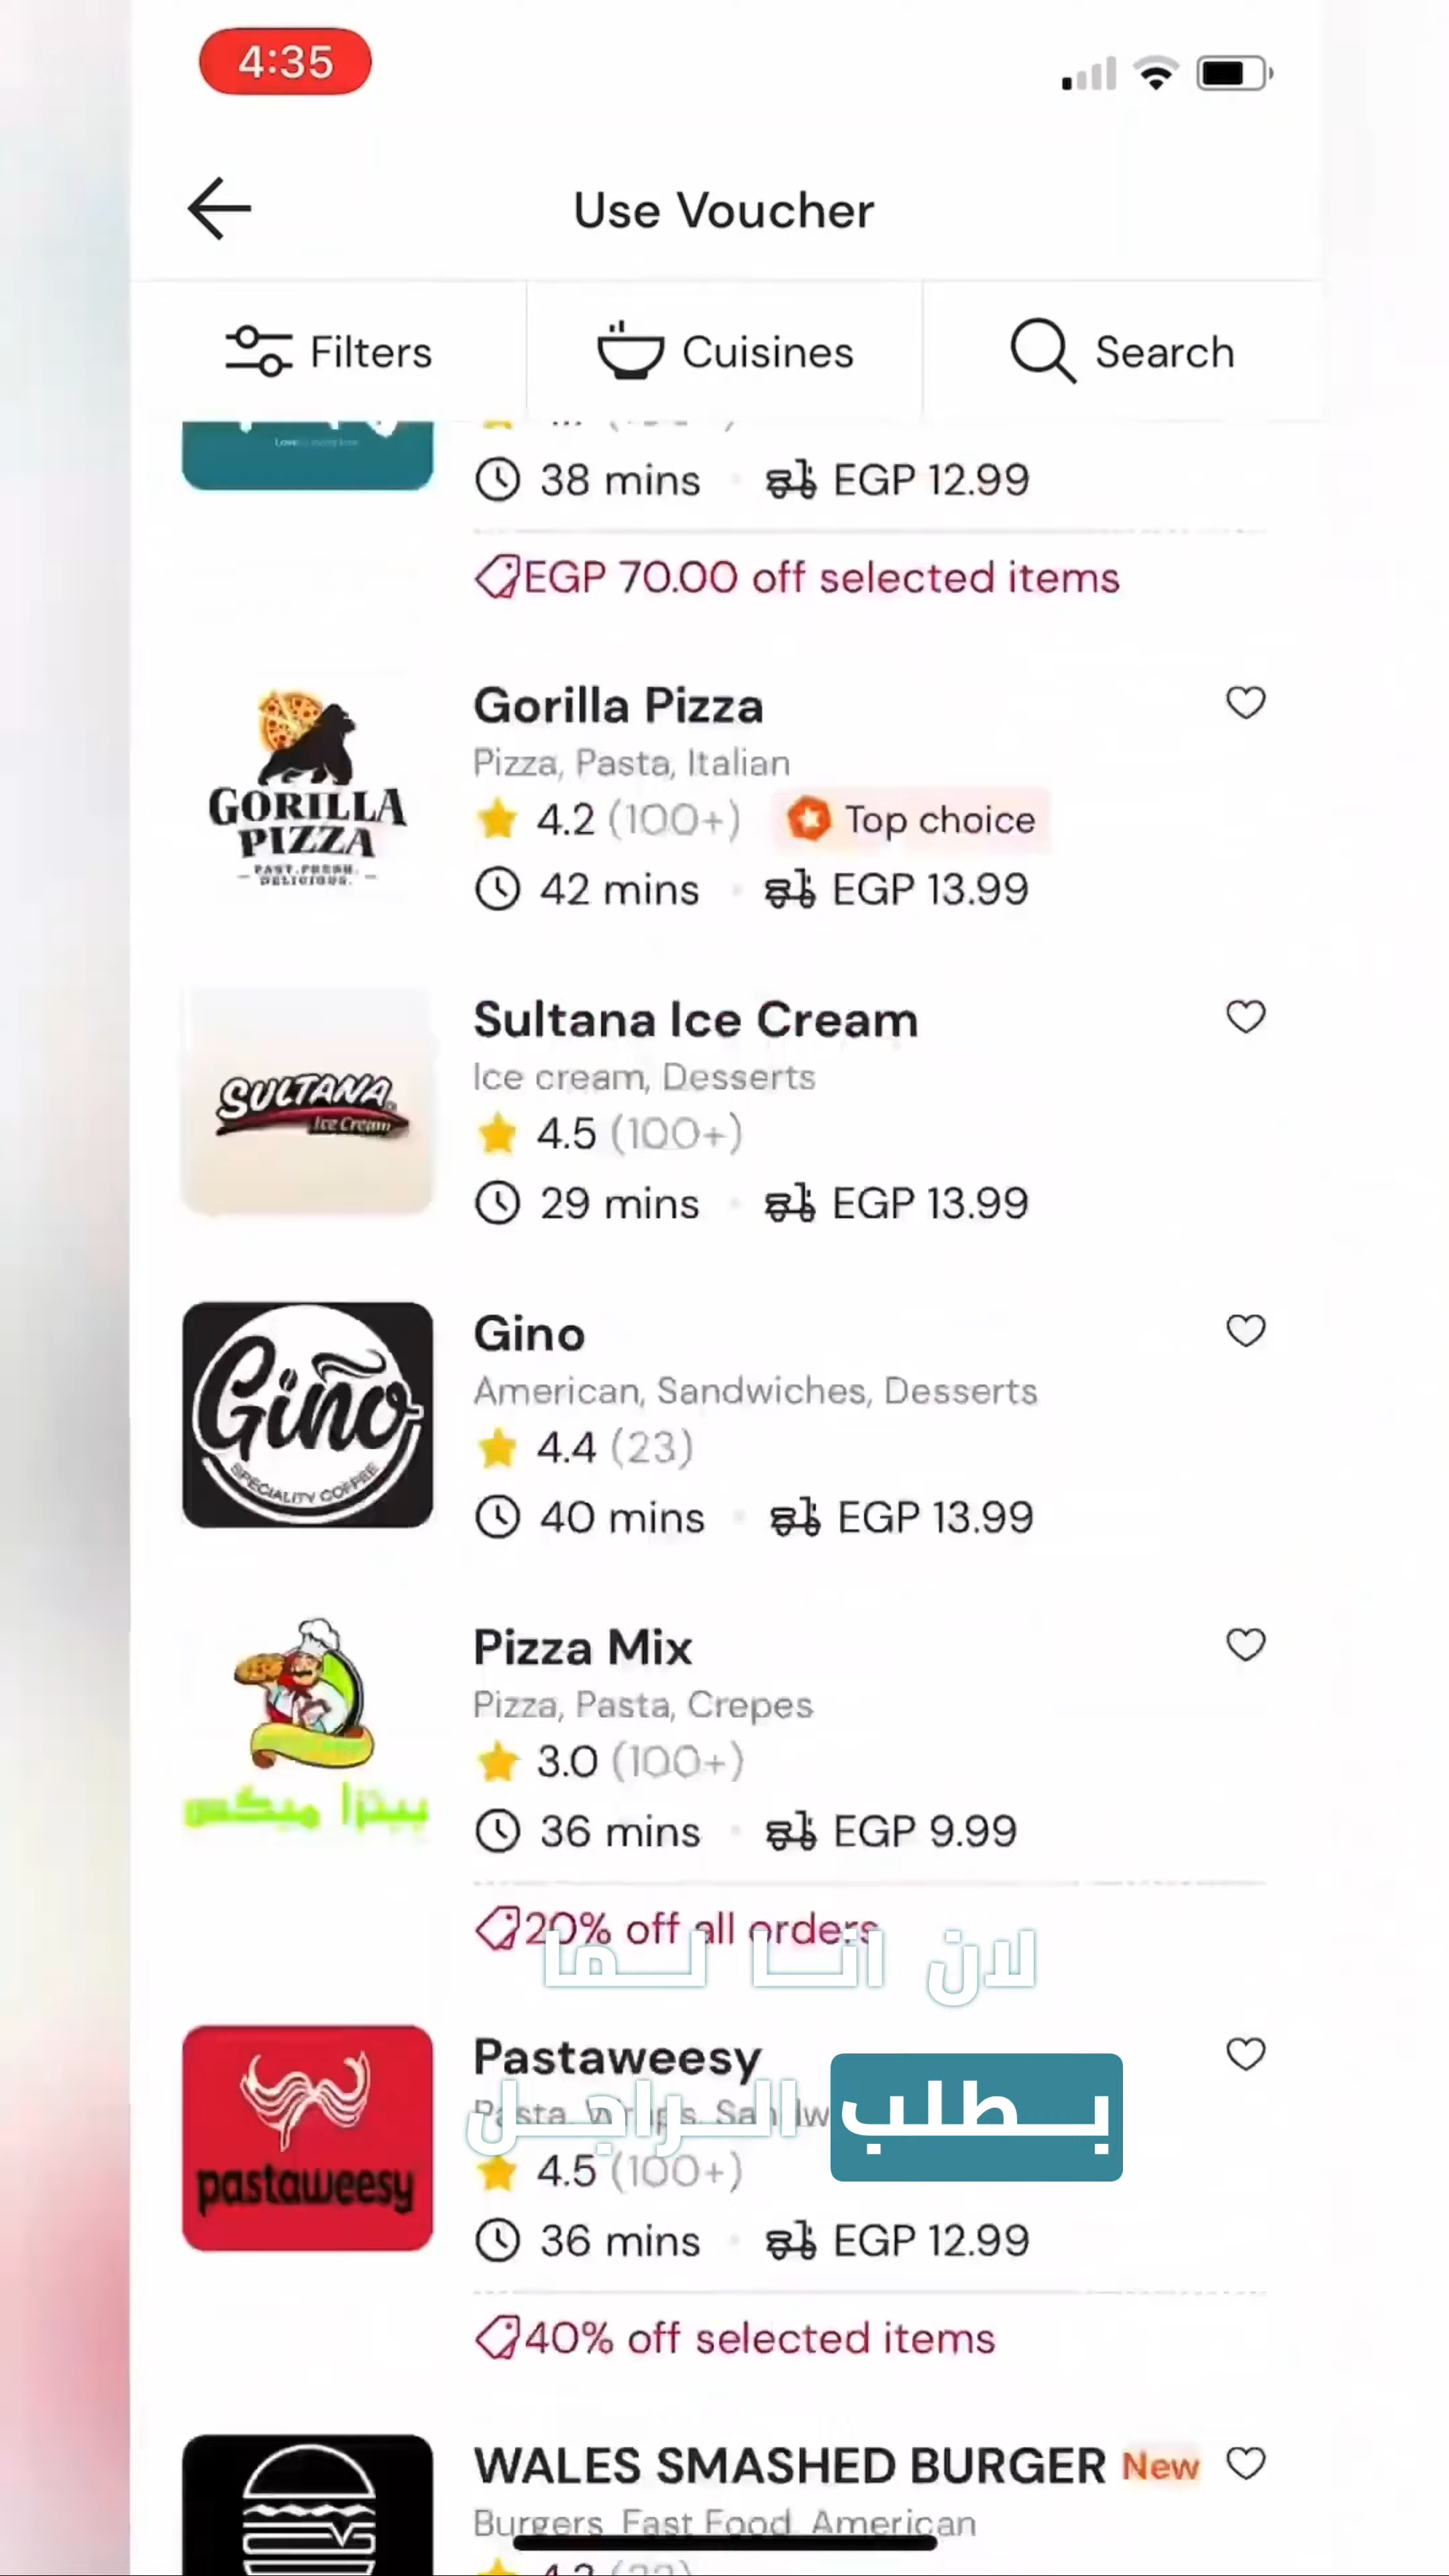 4:35
Use Voucher
Filters
Cuisines
Search
38 mins
EGP 12.99
EGP 70.00 off selected items
GORILLA
PIZZA
DELICIOUS.
Gorilla Pizza
Pizza, Pasta, Italian
4.2 (100+)
Top choice
42 mins
EGP 13.99
SULTANA
Ice Cream
Sultana Ice Cream
Ice cream, Desserts
4.5 (100+)
29 mins
EGP 13.99
Gino
SPECIALITY COFFEE
Gino
American, Sandwiches, Desserts
4.4 (23)
40 mins
EGP 13.99
بيتزا ميكس
Pizza Mix
Pizza, Pasta, Crepes
3.0 (100+)
36 mins
EGP 9.99
20% off all orders
لان انا لما
بطلب الراجل
pastaweesy
Pastaweesy
Pasta, Wraps, Sandw
4.5 (100+)
36 mins
EGP 12.99
40% off selected items
WALES SMASHED BURGER New
Burgers, Fast Food, American